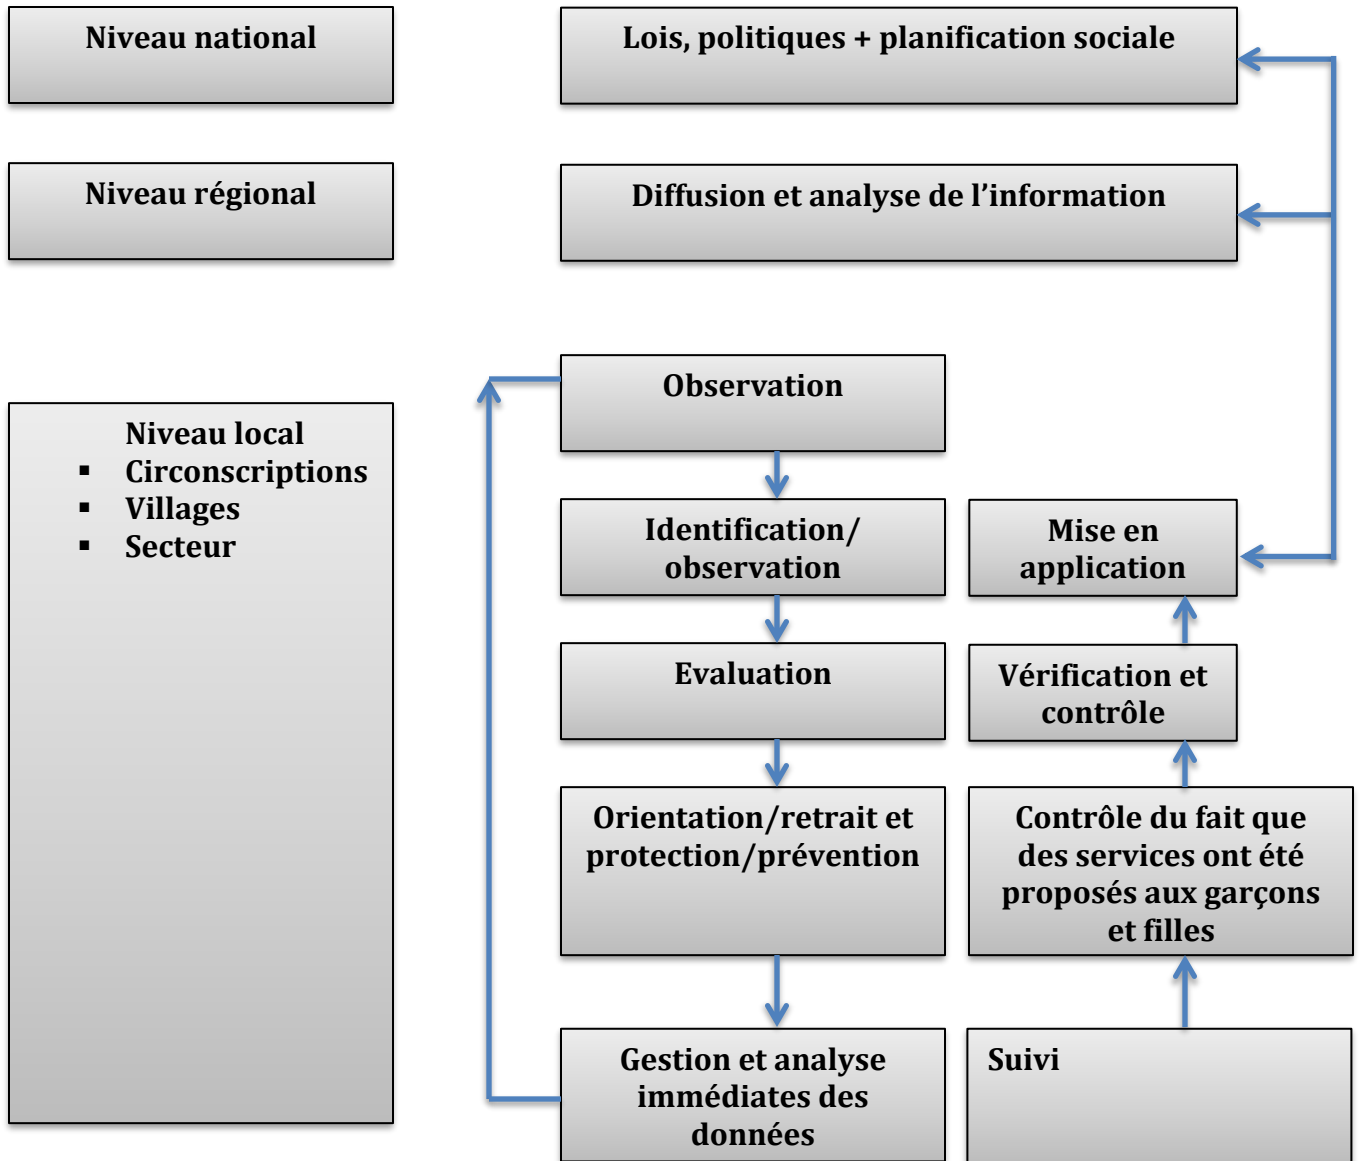 Niveau national
Lois, politiques + planification sociale
Niveau régional
Diffusion et analyse de l’information
Niveau local
▪ Circonscriptions
▪ Villages
▪ Secteur
Observation
Identification/
observation
Evaluation
Orientation/retrait et
protection/prévention
Gestion et analyse
immédiates des
données
Mise en
application
Vérification et
contrôle
Contrôle du fait que
des services ont été
proposés aux garçons
et filles
Suivi